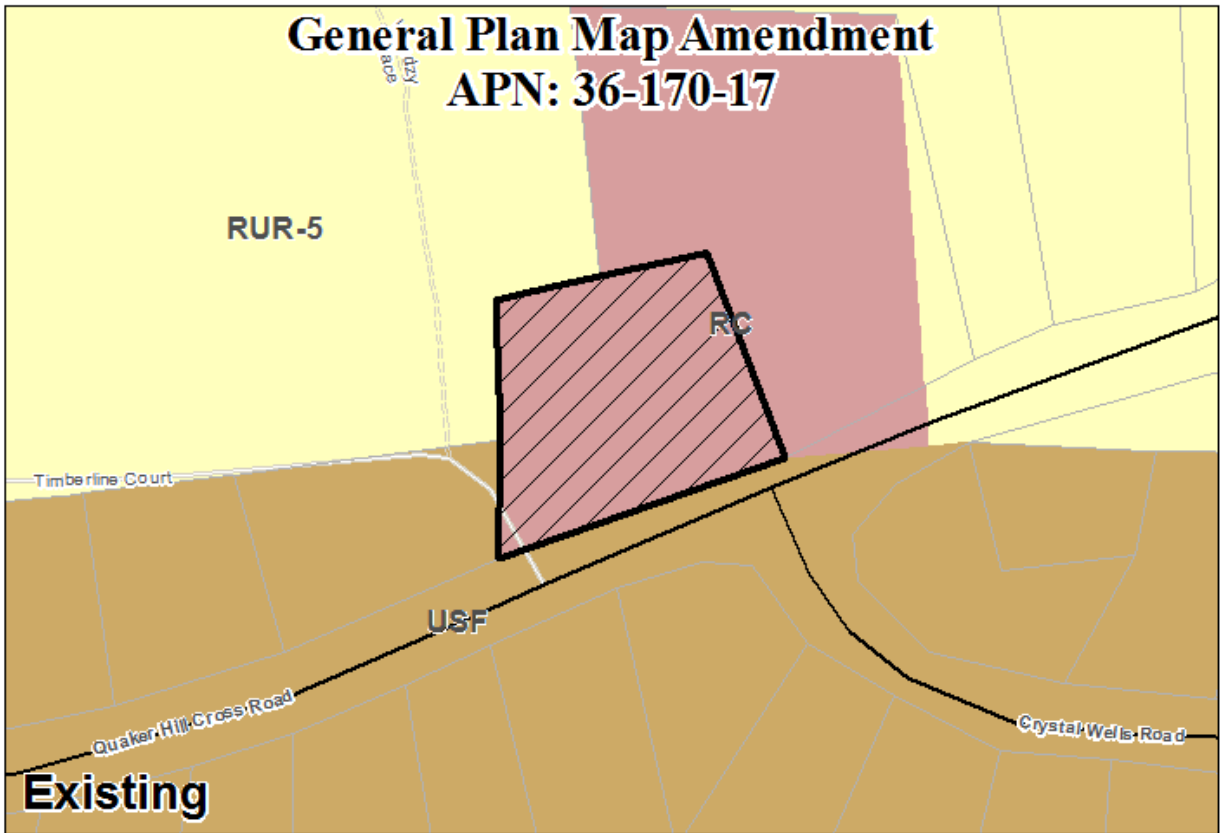 General Plan Map Amendment
APN: 36-170-17
RUR-5
RC
Timberline Court
USF
Quaker Hill Cross Road
Crystal Wells Road
Existing